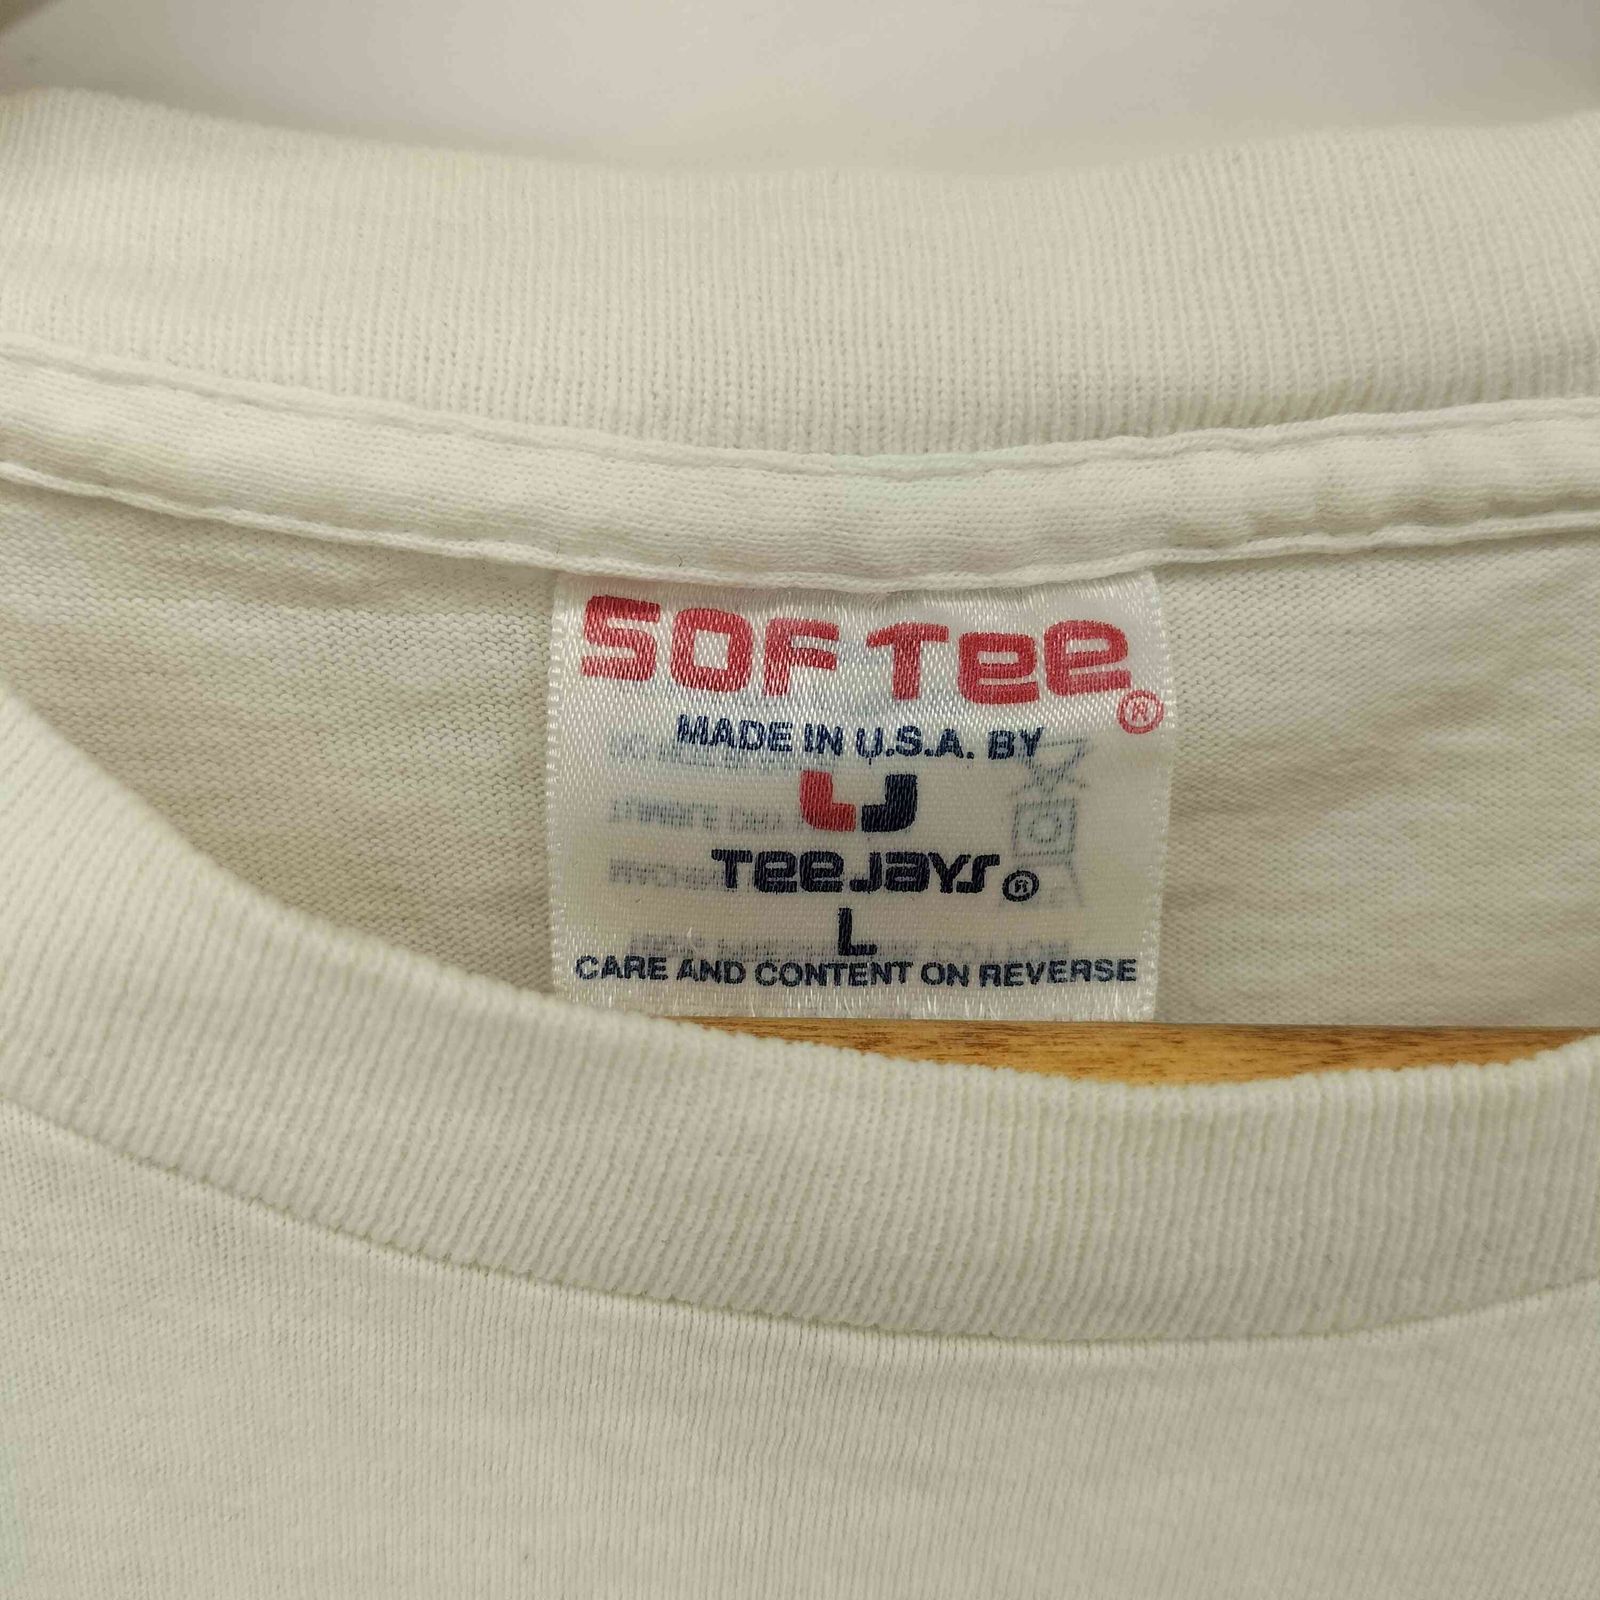 SOF TEE®
MADE IN U.S.A. BY
TEE JAYS®
L
CARE AND CONTENT ON REVERSE